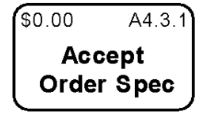 $0.00 A4.3.1
Accept
Order Spec